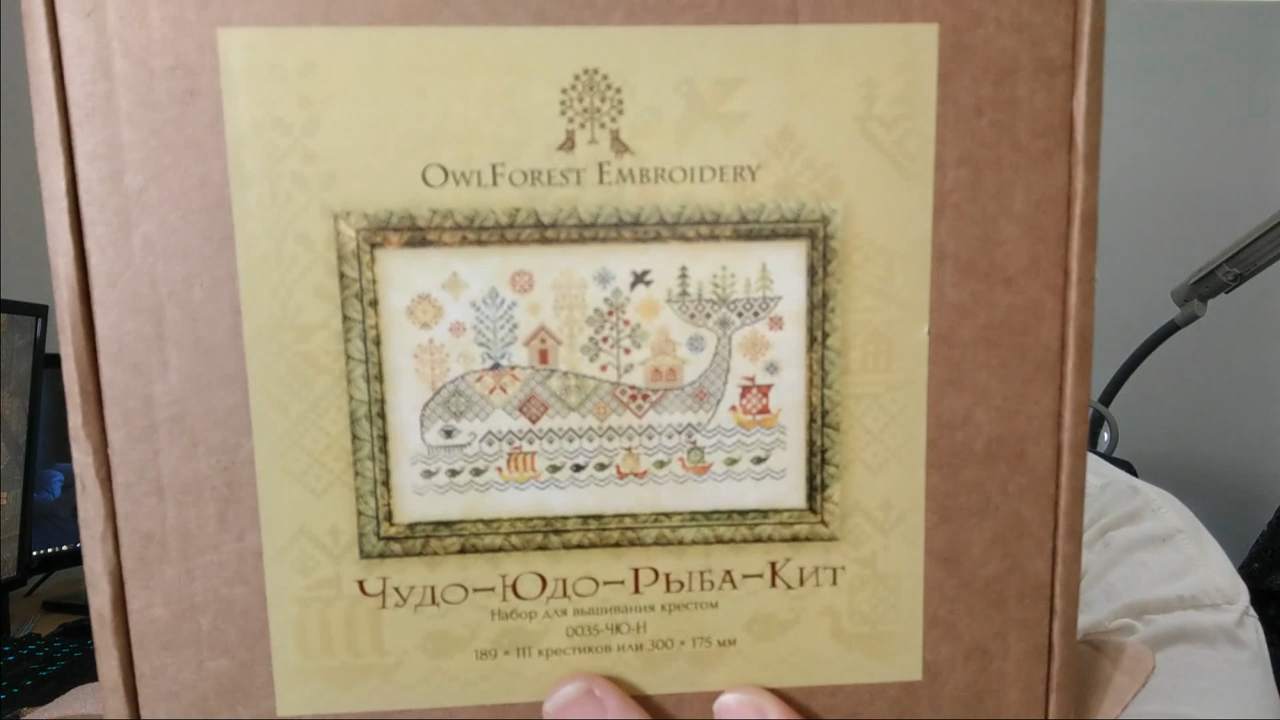 OwlForest Embroidery
Чудо-Юдо-Рыба-Кит
Набор для вышивания крестом
0035-ЧЮ-Н
189 × 111 крестиков или 300 × 175 мм